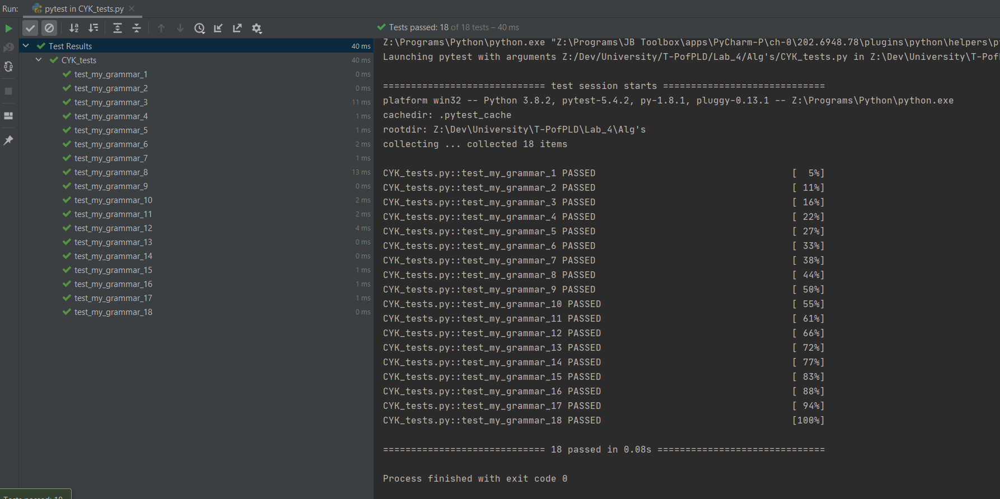 Run: pytest in CYK_tests.py
Tests passed: 18 of 18 tests – 40 ms
Test Results 40 ms
CYK_tests 40 ms
test_my_grammar_1 0 ms
test_my_grammar_2 0 ms
test_my_grammar_3 11 ms
test_my_grammar_4 1 ms
test_my_grammar_5 1 ms
test_my_grammar_6 2 ms
test_my_grammar_7 1 ms
test_my_grammar_8 13 ms
test_my_grammar_9 0 ms
test_my_grammar_10 2 ms
test_my_grammar_11 2 ms
test_my_grammar_12 4 ms
test_my_grammar_13 0 ms
test_my_grammar_14 0 ms
test_my_grammar_15 1 ms
test_my_grammar_16 1 ms
test_my_grammar_17 1 ms
test_my_grammar_18 0 ms
Z:\Programs\Python\python.exe "Z:\Programs\JB Toolbox\apps\PyCharm-P\ch-0\202.6948.78\plugins\python\helpers\py
Launching pytest with arguments Z:/Dev/University/T-PofPLD/Lab_4/Alg's/CYK_tests.py in Z:\Dev\University\T-PofP
============================= test session starts =============================
platform win32 -- Python 3.8.2, pytest-5.4.2, py-1.8.1, pluggy-0.13.1 -- Z:\Programs\Python\python.exe
cachedir: .pytest_cache
rootdir: Z:\Dev\University\T-PofPLD\Lab_4\Alg's
collecting ... collected 18 items
CYK_tests.py::test_my_grammar_1 PASSED [  5%]
CYK_tests.py::test_my_grammar_2 PASSED [ 11%]
CYK_tests.py::test_my_grammar_3 PASSED [ 16%]
CYK_tests.py::test_my_grammar_4 PASSED [ 22%]
CYK_tests.py::test_my_grammar_5 PASSED [ 27%]
CYK_tests.py::test_my_grammar_6 PASSED [ 33%]
CYK_tests.py::test_my_grammar_7 PASSED [ 38%]
CYK_tests.py::test_my_grammar_8 PASSED [ 44%]
CYK_tests.py::test_my_grammar_9 PASSED [ 50%]
CYK_tests.py::test_my_grammar_10 PASSED [ 55%]
CYK_tests.py::test_my_grammar_11 PASSED [ 61%]
CYK_tests.py::test_my_grammar_12 PASSED [ 66%]
CYK_tests.py::test_my_grammar_13 PASSED [ 72%]
CYK_tests.py::test_my_grammar_14 PASSED [ 77%]
CYK_tests.py::test_my_grammar_15 PASSED [ 83%]
CYK_tests.py::test_my_grammar_16 PASSED [ 88%]
CYK_tests.py::test_my_grammar_17 PASSED [ 94%]
CYK_tests.py::test_my_grammar_18 PASSED [100%]
============================= 18 passed in 0.08s ==============================
Process finished with exit code 0
Tests passed: 18